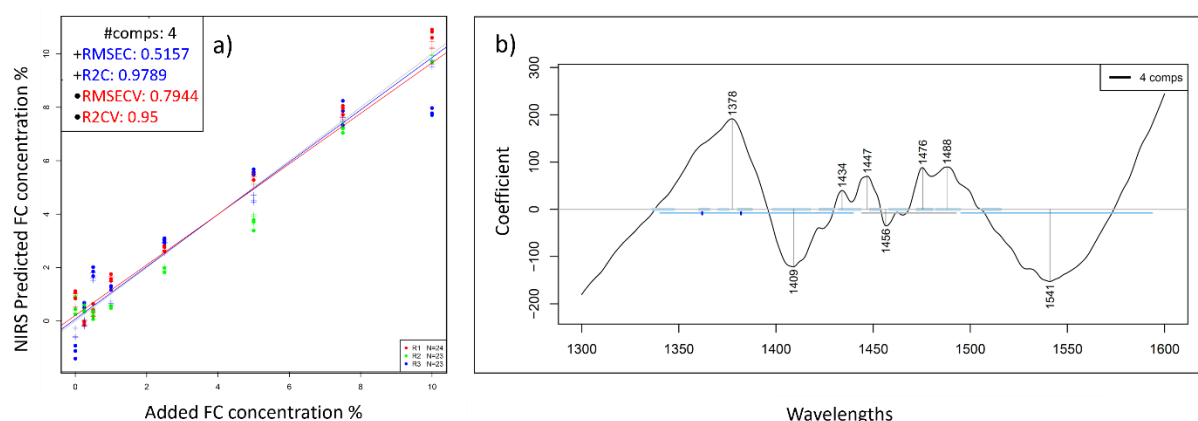 a)
#comps: 4
+RMSEC: 0.5157
+R2C: 0.9789
●RMSECV: 0.7944
●R2CV: 0.95
NIRS Predicted FC concentration %
10
8
6
4
2
0
R1 N=24
R2 N=23
R3 N=23
0 2 4 6 8 10
Added FC concentration %
b)
4 comps
Coefficient
300
200
100
0
−100
−200
1378
1409
1434
1447
1456
1476
1488
1541
1300 1350 1400 1450 1500 1550 1600
Wavelengths